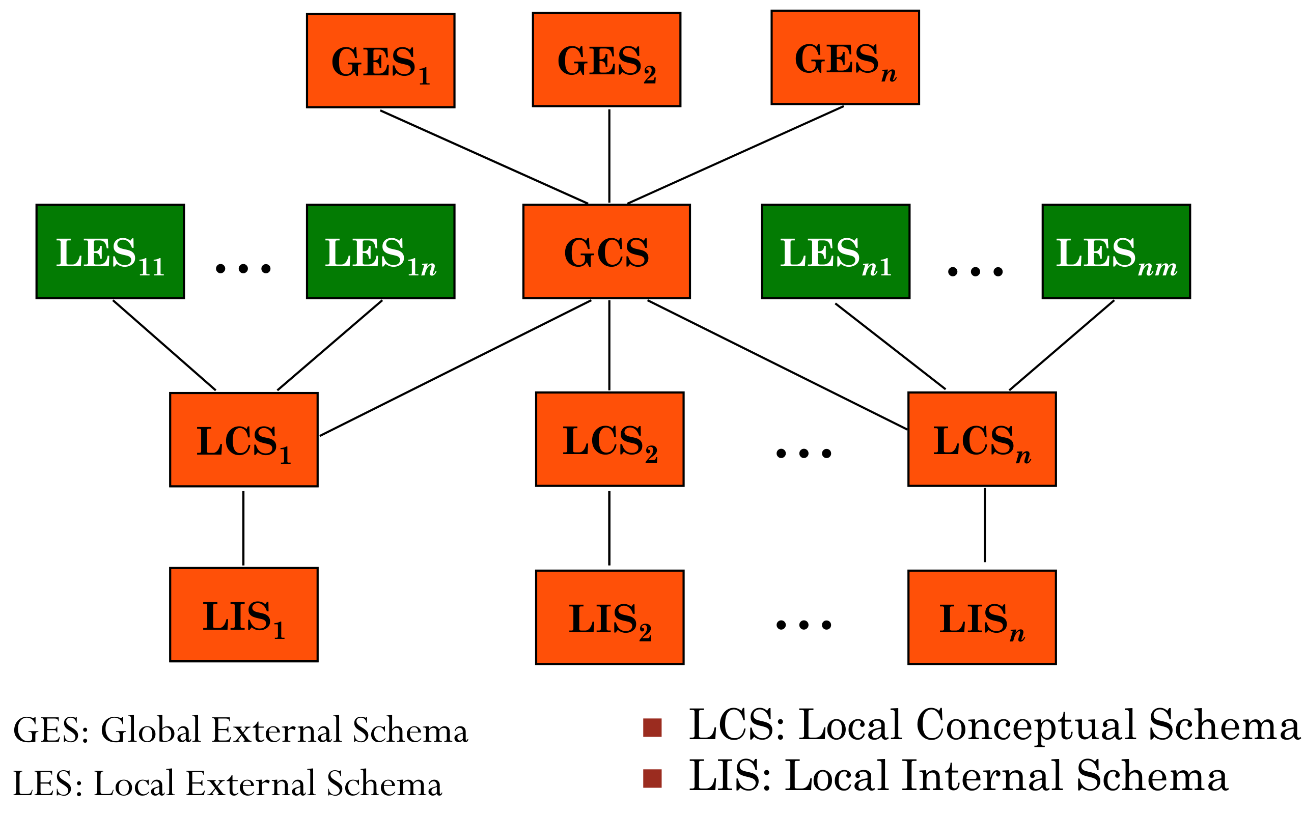 GES1 GES2 GESn
LES11 ... LES1n GCS LESn1 ... LESnm
LCS1 LCS2 ... LCSn
LIS1 LIS2 ... LISn
GES: Global External Schema
LES: Local External Schema
■ LCS: Local Conceptual Schema
■ LIS: Local Internal Schema